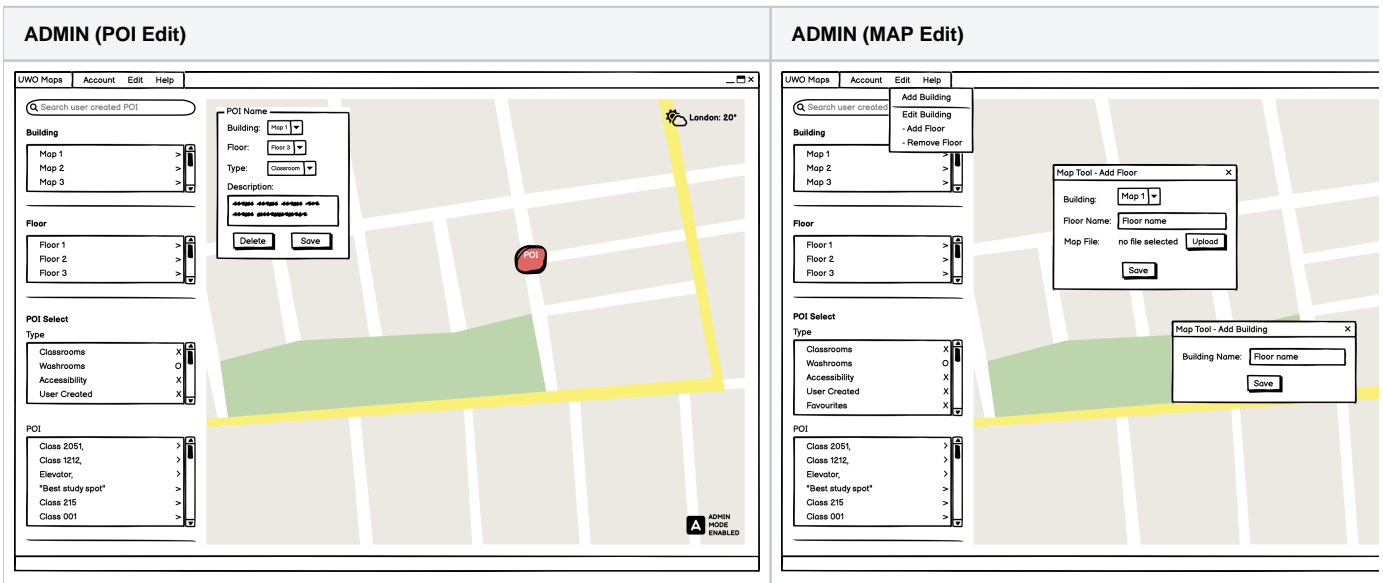 ADMIN (POI Edit)
UWO Maps Account Edit Help
Search user created POI
Building
Map 1 >
Map 2 >
Map 3 >
Floor
Floor 1 >
Floor 2 >
Floor 3 >
POI Select
Type
Classrooms X
Washrooms O
Accessibility X
User Created X
POI
Class 2051, >
Class 1212, >
Elevator, >
"Best study spot" >
Class 215 >
Class 001 >
POI Name
Building: Map 1
Floor: Floor 3
Type: Classroom
Description:
Delete Save
POI
London: 20°
A ADMIN
MODE
ENABLED
ADMIN (MAP Edit)
UWO Maps Account Edit Help
Add Building
Edit Building
- Add Floor
- Remove Floor
Search user created
Building
Map 1 >
Map 2 >
Map 3 >
Floor
Floor 1 >
Floor 2 >
Floor 3 >
POI Select
Type
Classrooms X
Washrooms O
Accessibility X
User Created X
Favourites X
POI
Class 2051, >
Class 1212, >
Elevator, >
"Best study spot" >
Class 215 >
Class 001 >
Map Tool - Add Floor X
Building: Map 1
Floor Name: Floor name
Map File: no file selected Upload
Save
Map Tool - Add Building X
Building Name: Floor name
Save